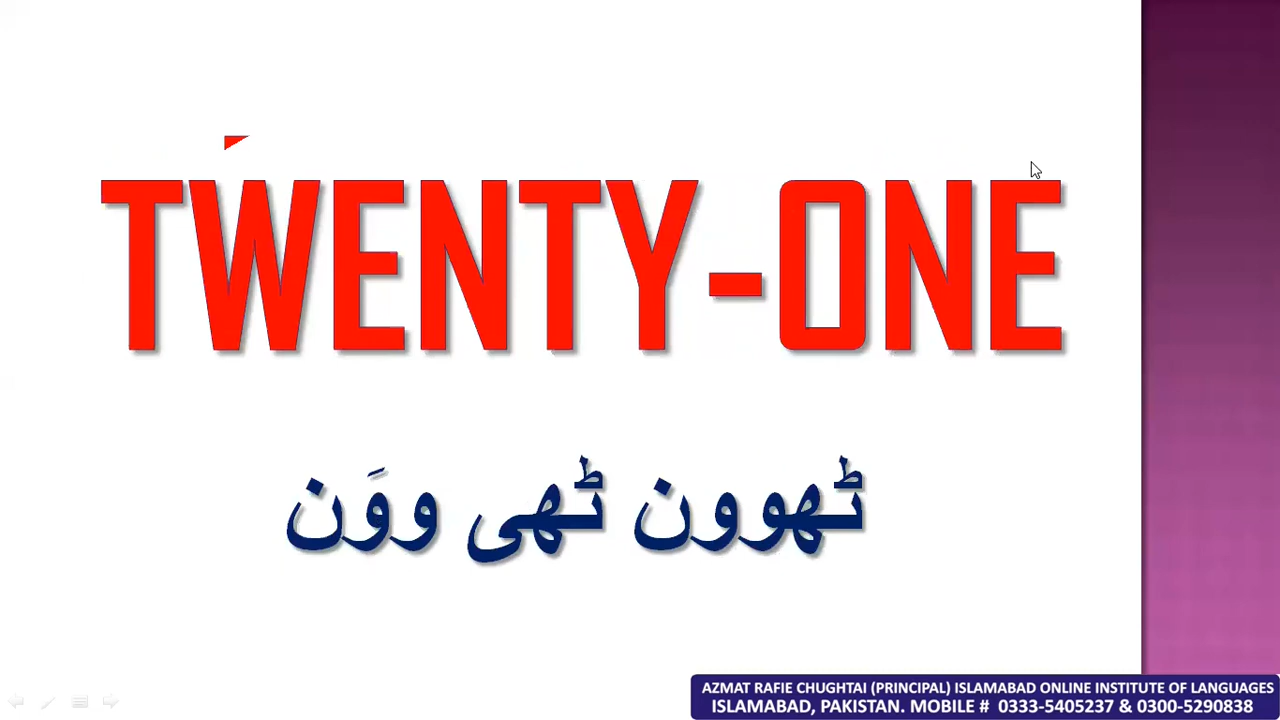 TWENTY-ONE
ٹھوون ٹھی ووَن
AZMAT RAFIE CHUGHTAI (PRINCIPAL) ISLAMABAD ONLINE INSTITUTE OF LANGUAGES
ISLAMABAD, PAKISTAN. MOBILE # 0333-5405237 & 0300-5290838